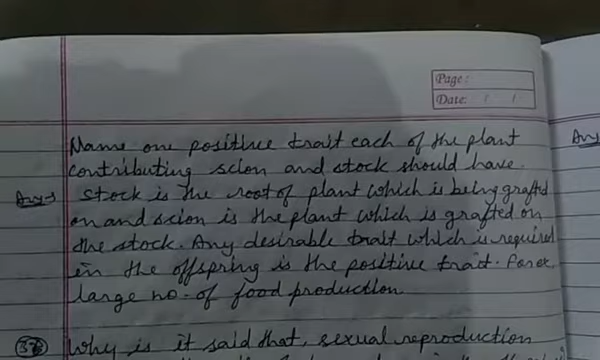 Page:
Date: / /
Name one positive trait each of the plant
contributing scion and stock should have.
Ans → Stock is the root of plant which is being grafted
on and scion is the plant which is grafted on
the stock. Any desirable trait which is required
in the offspring is the positive trait. For ex,
large no. of food production.
Why is it said that, sexual reproduction
Ans